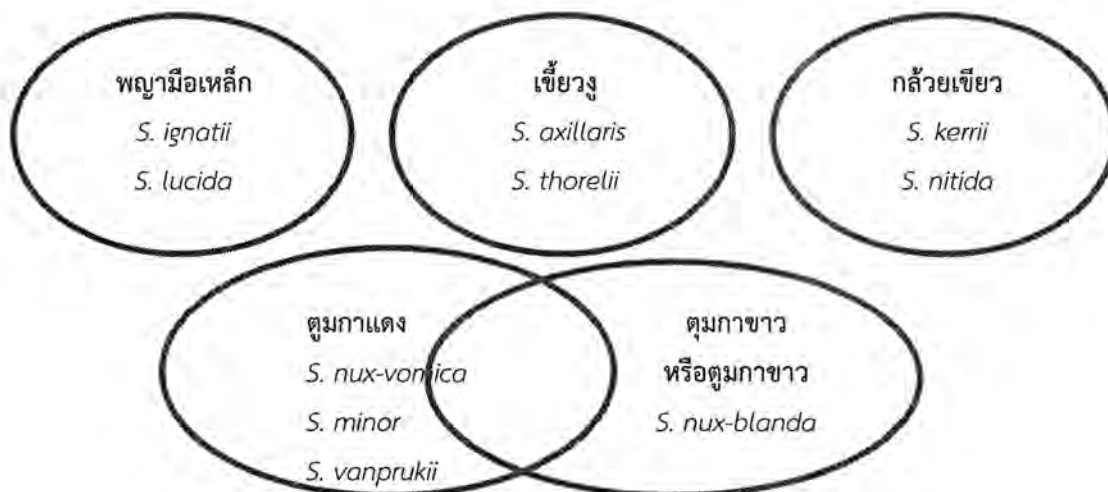 พญามือเหล็ก
S. ignatii
S. lucida
เขี้ยวงู
S. axillaris
S. thorelii
กล้วยเขียว
S. kerrii
S. nitida
ตูมกาแดง
S. nux-vomica
S. minor
S. vanprukii
ตุมกาขาว
หรือตูมกาขาว
S. nux-blanda